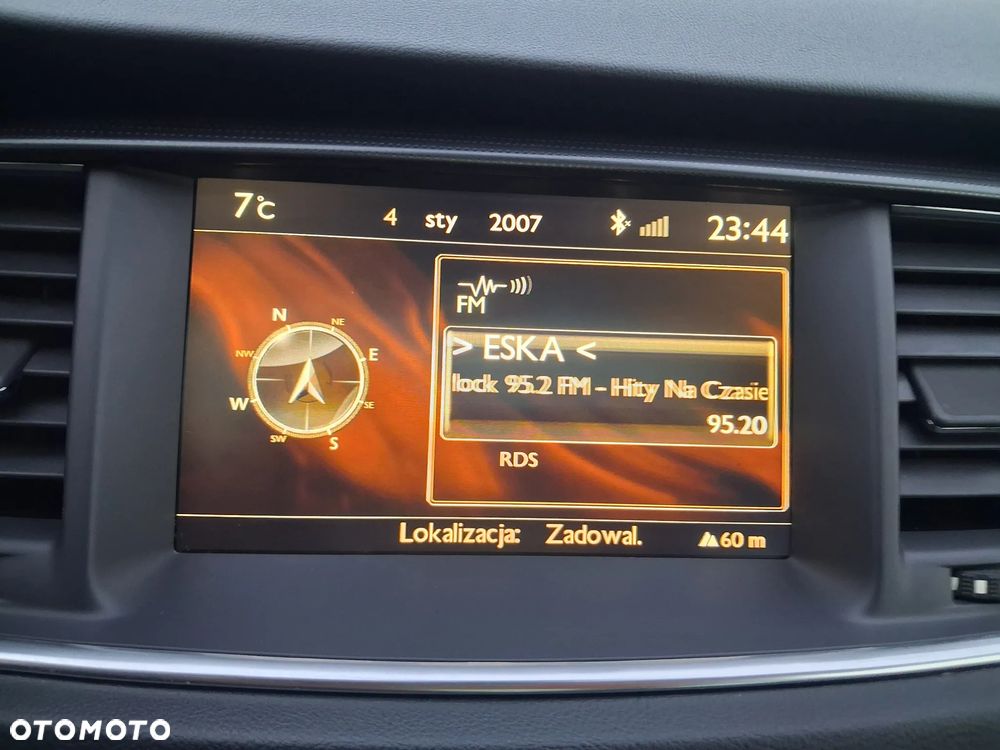 7°C 4 sty 2007 23:44
N
NE
NW
E
W
SE
SW
S
FM
> ESKA <
lock 95.2 FM - Hity Na Czasie
95.20
RDS
Lokalizacja: Zadowal. 60 m
OTOMOTO